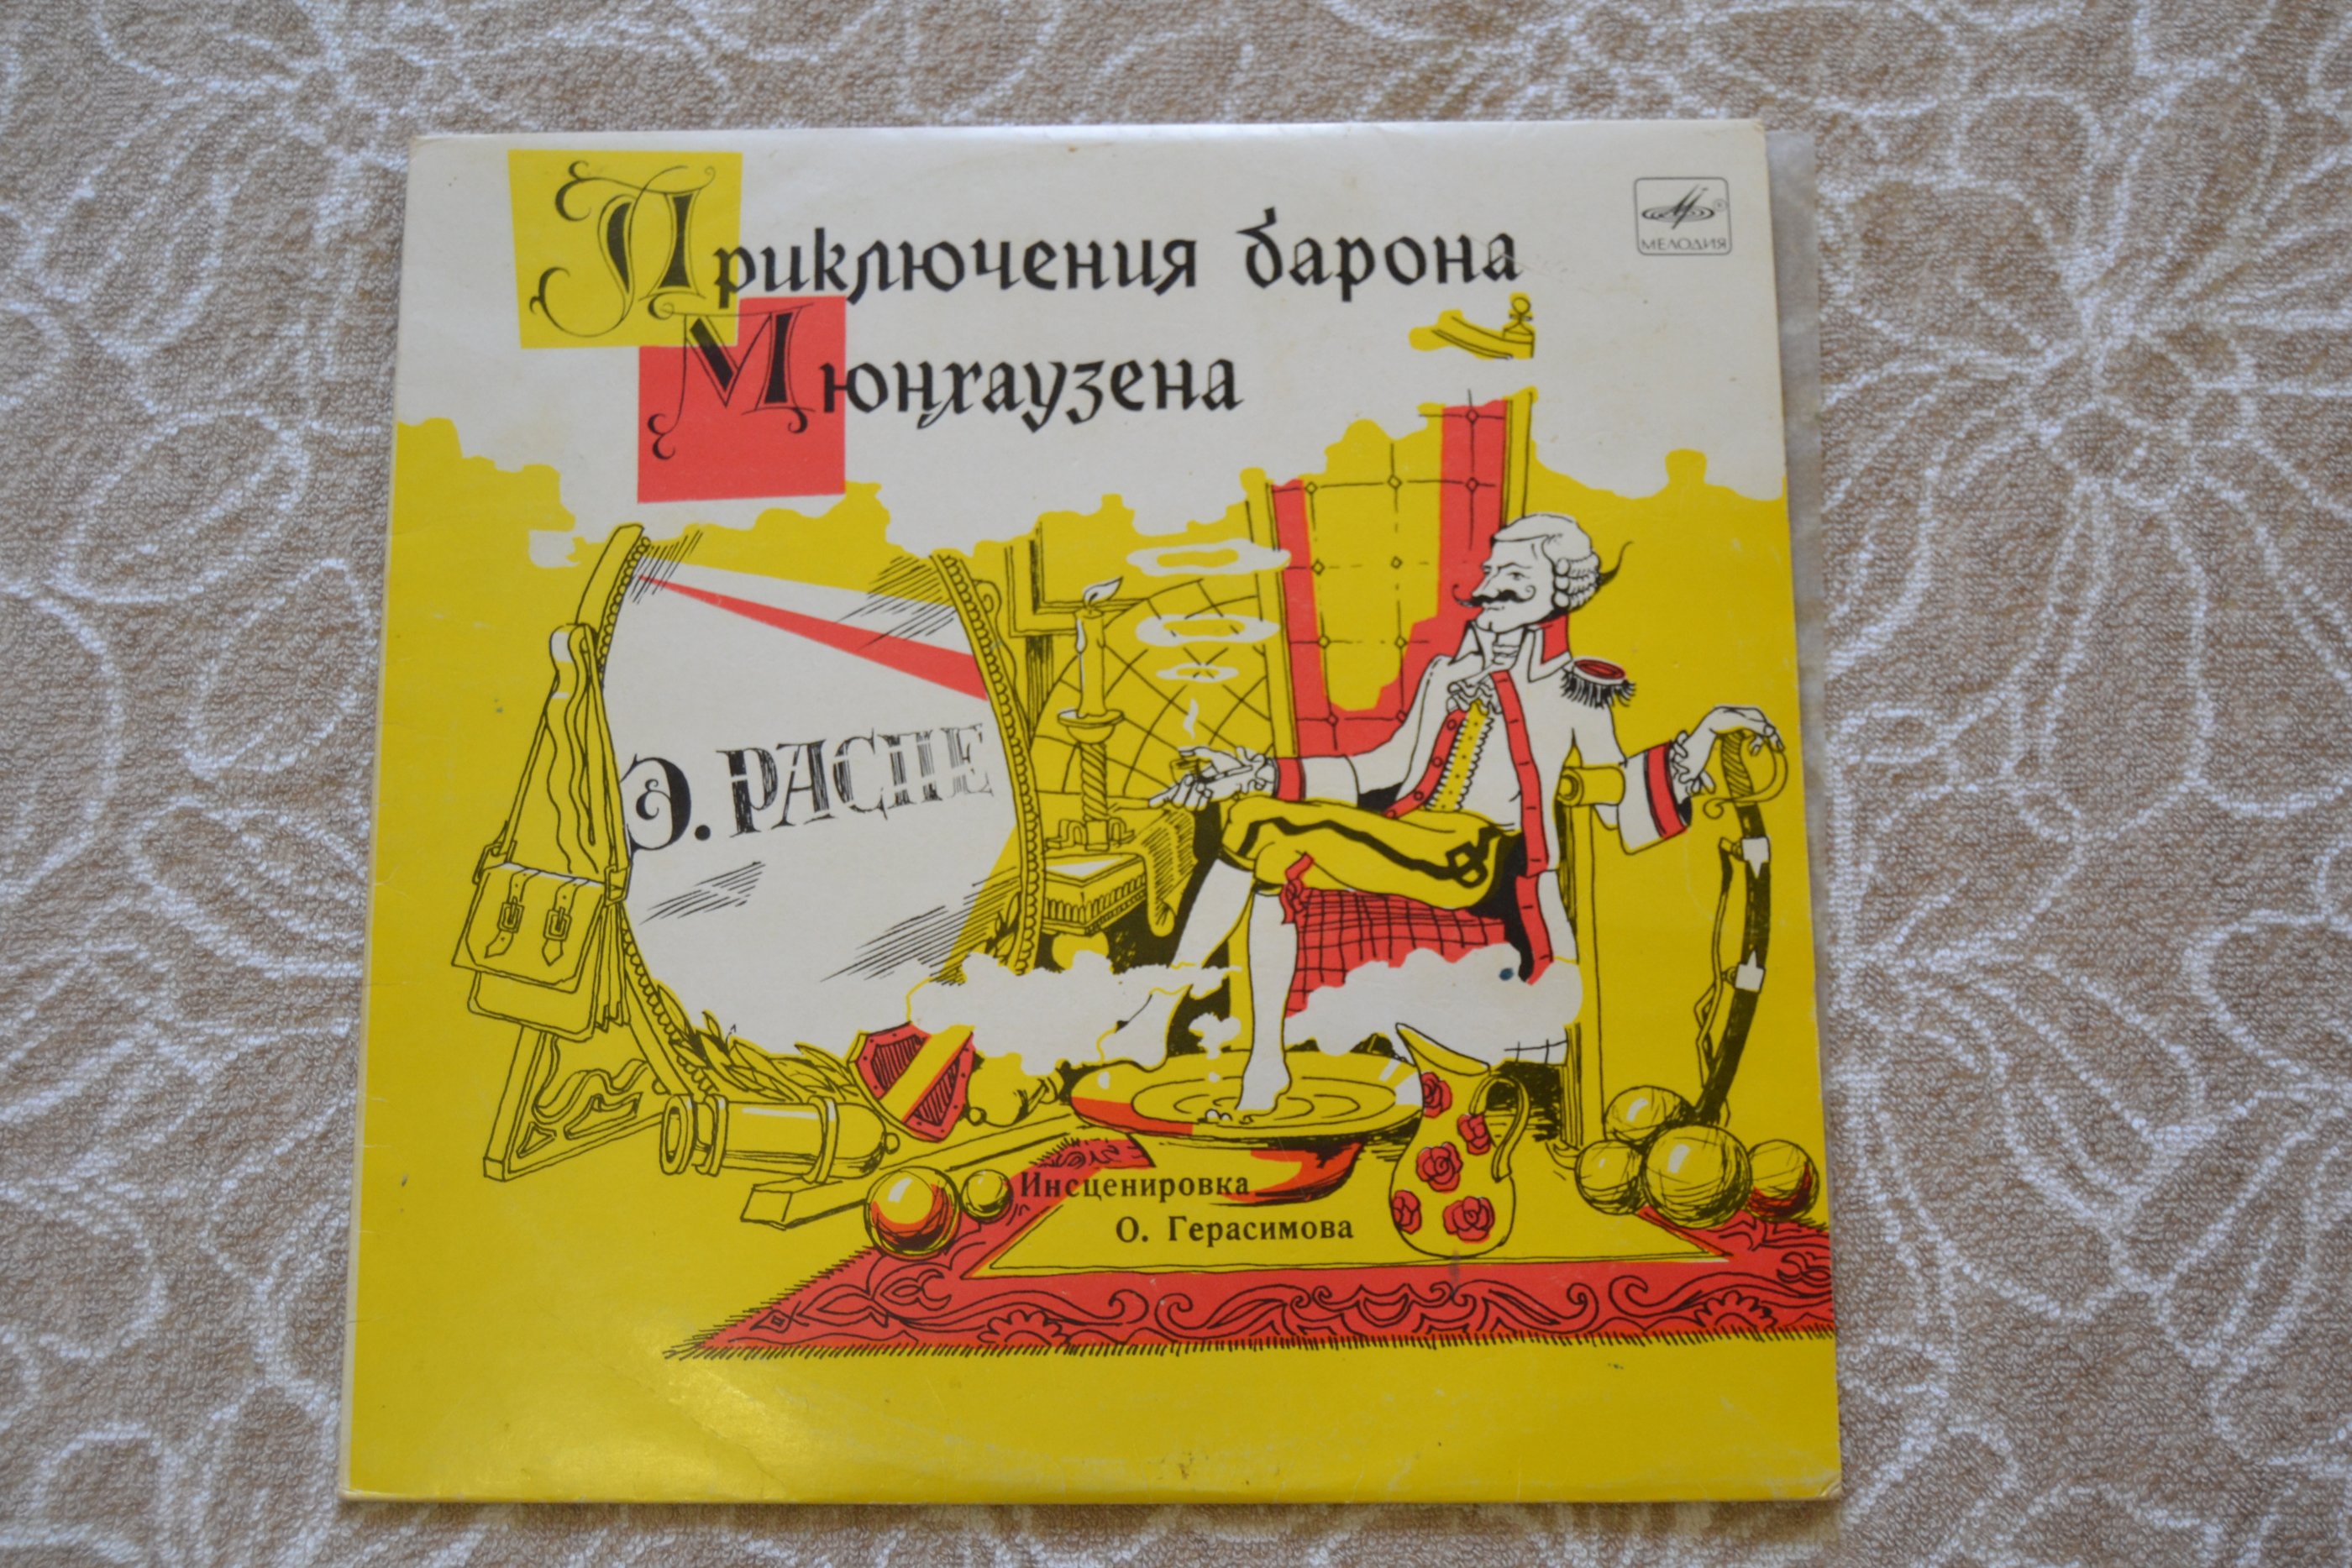 Приключения барона
Мюнхаузена
МЕЛОДИЯ
Э. РАСПЕ
Инсценировка
О. Герасимова